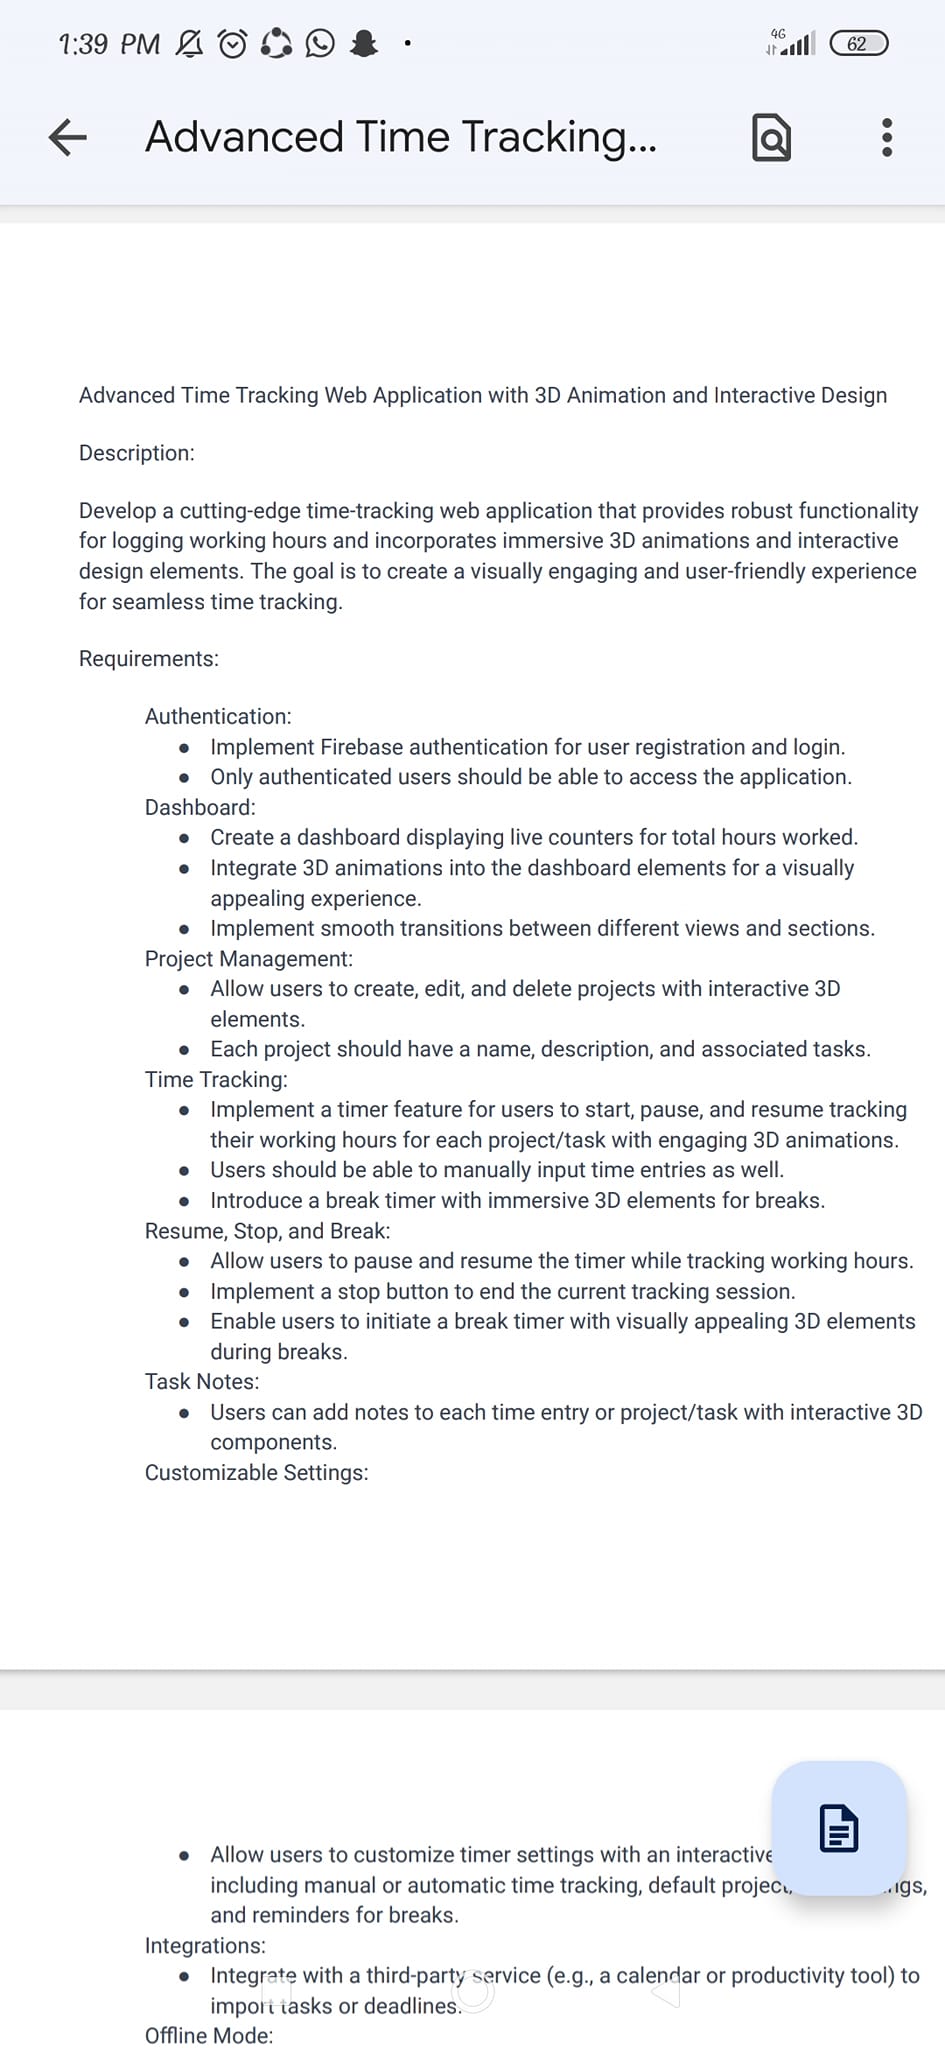 1:39 PM
4G
62
Advanced Time Tracking...
Advanced Time Tracking Web Application with 3D Animation and Interactive Design
Description:
Develop a cutting-edge time-tracking web application that provides robust functionality
for logging working hours and incorporates immersive 3D animations and interactive
design elements. The goal is to create a visually engaging and user-friendly experience
for seamless time tracking.
Requirements:
Authentication:
● Implement Firebase authentication for user registration and login.
● Only authenticated users should be able to access the application.
Dashboard:
● Create a dashboard displaying live counters for total hours worked.
● Integrate 3D animations into the dashboard elements for a visually
appealing experience.
● Implement smooth transitions between different views and sections.
Project Management:
● Allow users to create, edit, and delete projects with interactive 3D
elements.
● Each project should have a name, description, and associated tasks.
Time Tracking:
● Implement a timer feature for users to start, pause, and resume tracking
their working hours for each project/task with engaging 3D animations.
● Users should be able to manually input time entries as well.
● Introduce a break timer with immersive 3D elements for breaks.
Resume, Stop, and Break:
● Allow users to pause and resume the timer while tracking working hours.
● Implement a stop button to end the current tracking session.
● Enable users to initiate a break timer with visually appealing 3D elements
during breaks.
Task Notes:
● Users can add notes to each time entry or project/task with interactive 3D
components.
Customizable Settings:
● Allow users to customize timer settings with an interactive
including manual or automatic time tracking, default project
and reminders for breaks.
Integrations:
● Integrate with a third-party service (e.g., a calendar or productivity tool) to
import tasks or deadlines.
Offline Mode: